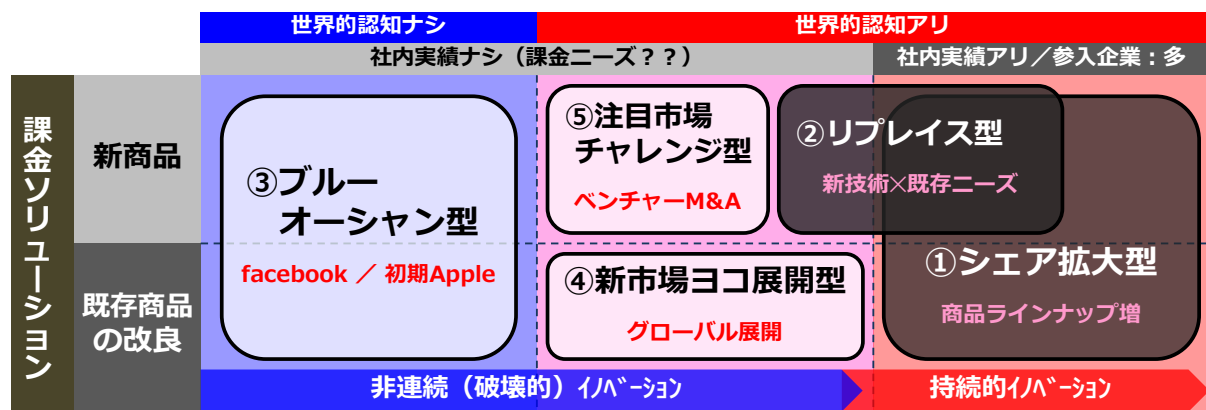 世界的認知ナシ
世界的認知アリ
社内実績ナシ（課金ニーズ？？）
社内実績アリ／参入企業：多
課金ソリューション
新商品
既存商品
の改良
③ブルー
オーシャン型
facebook ／ 初期Apple
⑤注目市場
チャレンジ型
ベンチャーM&A
②リプレイス型
新技術×既存ニーズ
④新市場ヨコ展開型
グローバル展開
①シェア拡大型
商品ラインナップ増
非連続（破壊的）ｲﾉﾍﾞｰｼｮﾝ
持続的ｲﾉﾍﾞｰｼｮﾝ